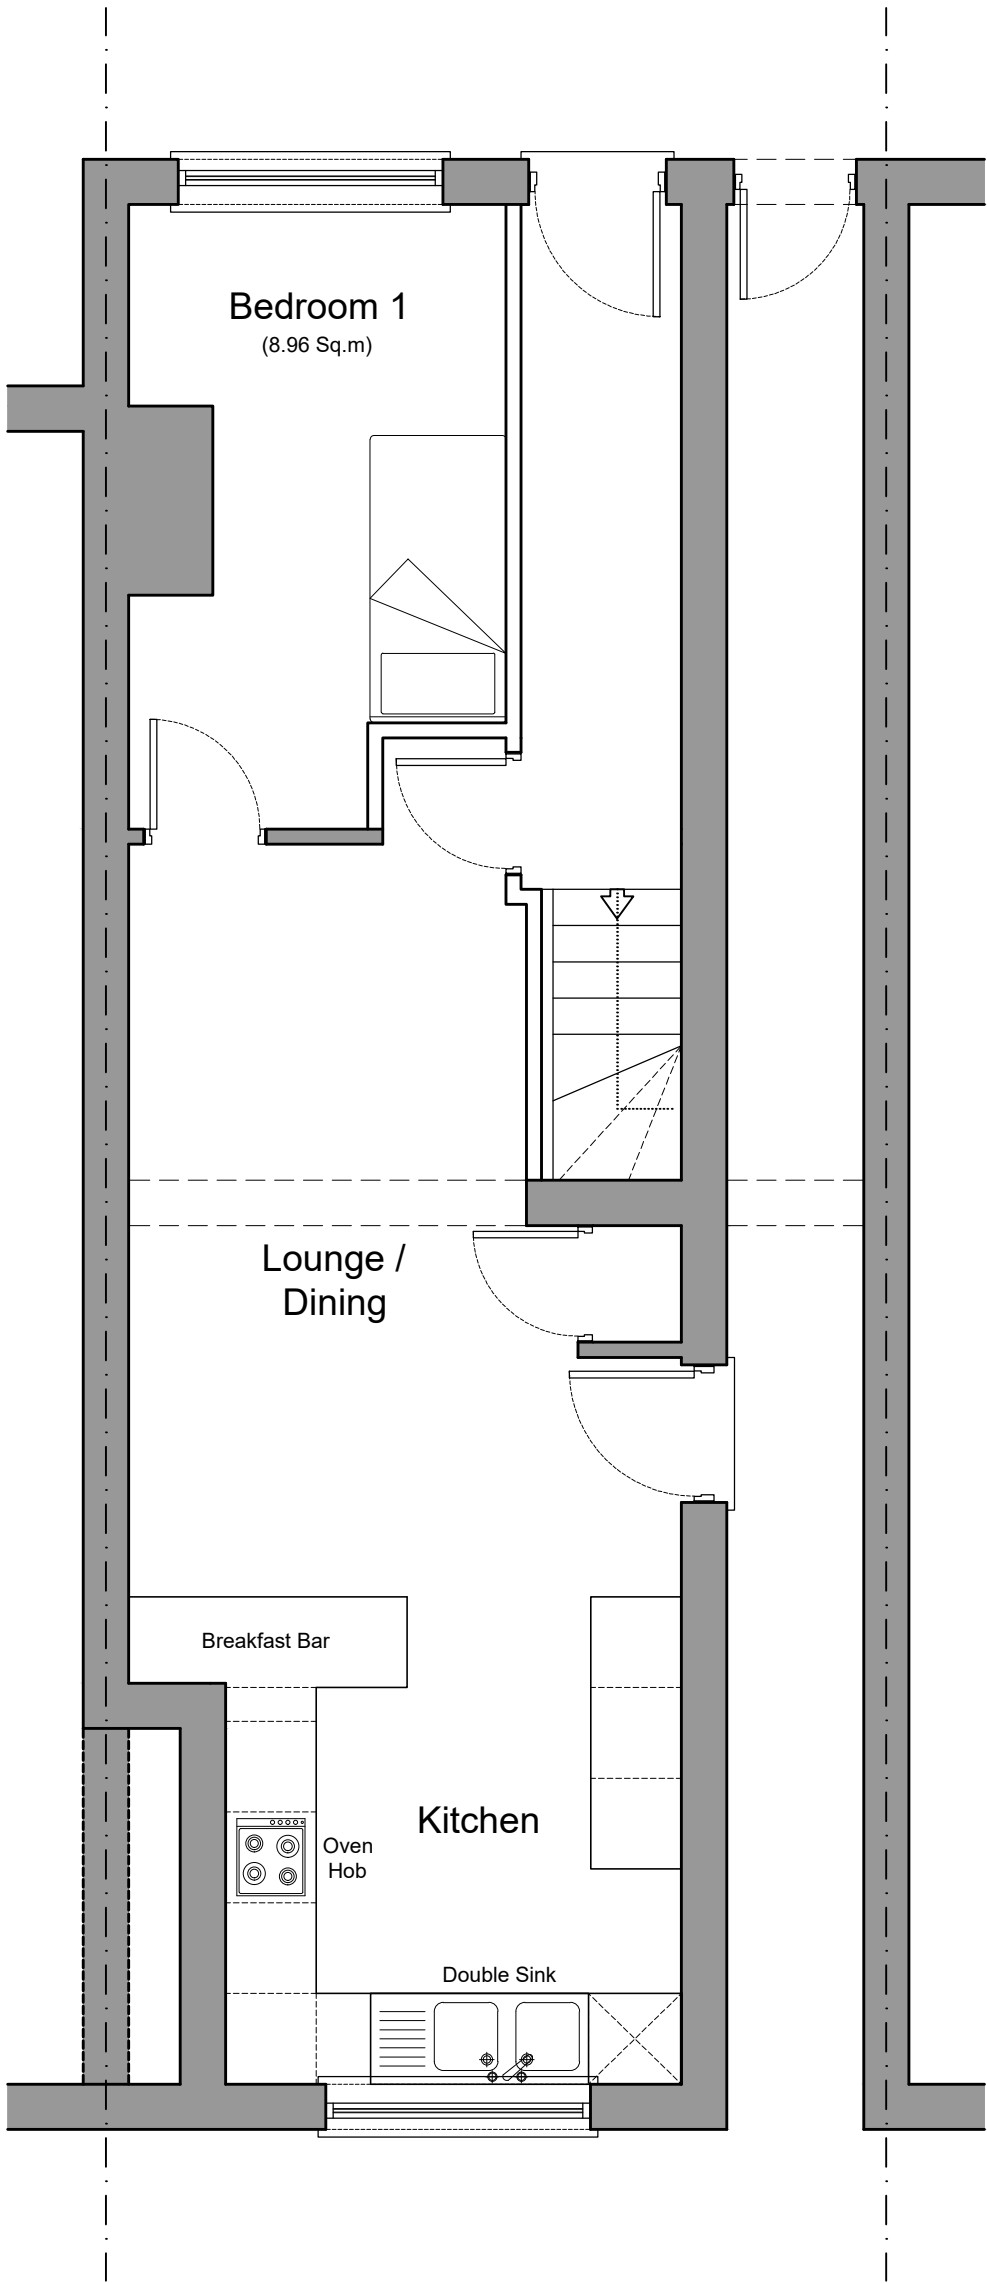 Bedroom 1
(8.96 Sq.m)
Lounge /
Dining
Breakfast Bar
Kitchen
Oven
Hob
Double Sink